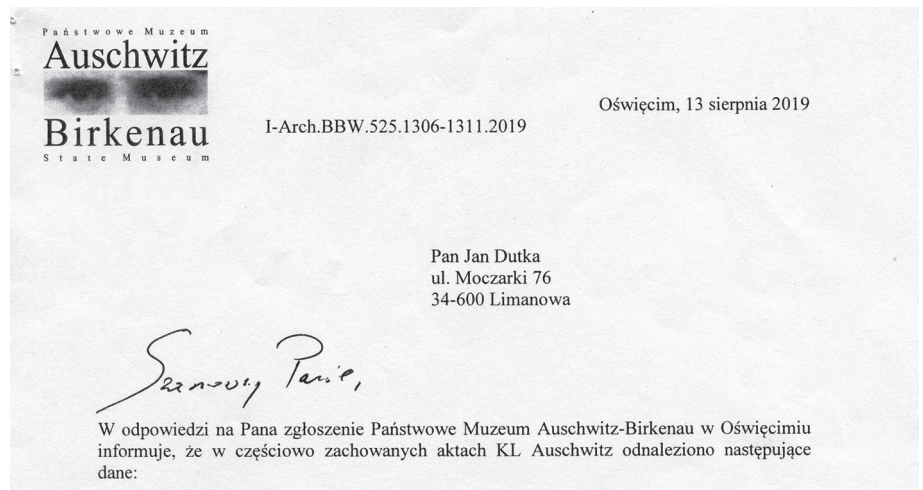 Państwowe Muzeum
Auschwitz
Birkenau
State Museum
Oświęcim, 13 sierpnia 2019
I-Arch.BBW.525.1306-1311.2019
Pan Jan Dutka
ul. Moczarki 76
34-600 Limanowa
Szanowny Panie,
W odpowiedzi na Pana zgłoszenie Państwowe Muzeum Auschwitz-Birkenau w Oświęcimiu
informuje, że w częściowo zachowanych aktach KL Auschwitz odnaleziono następujące
dane: